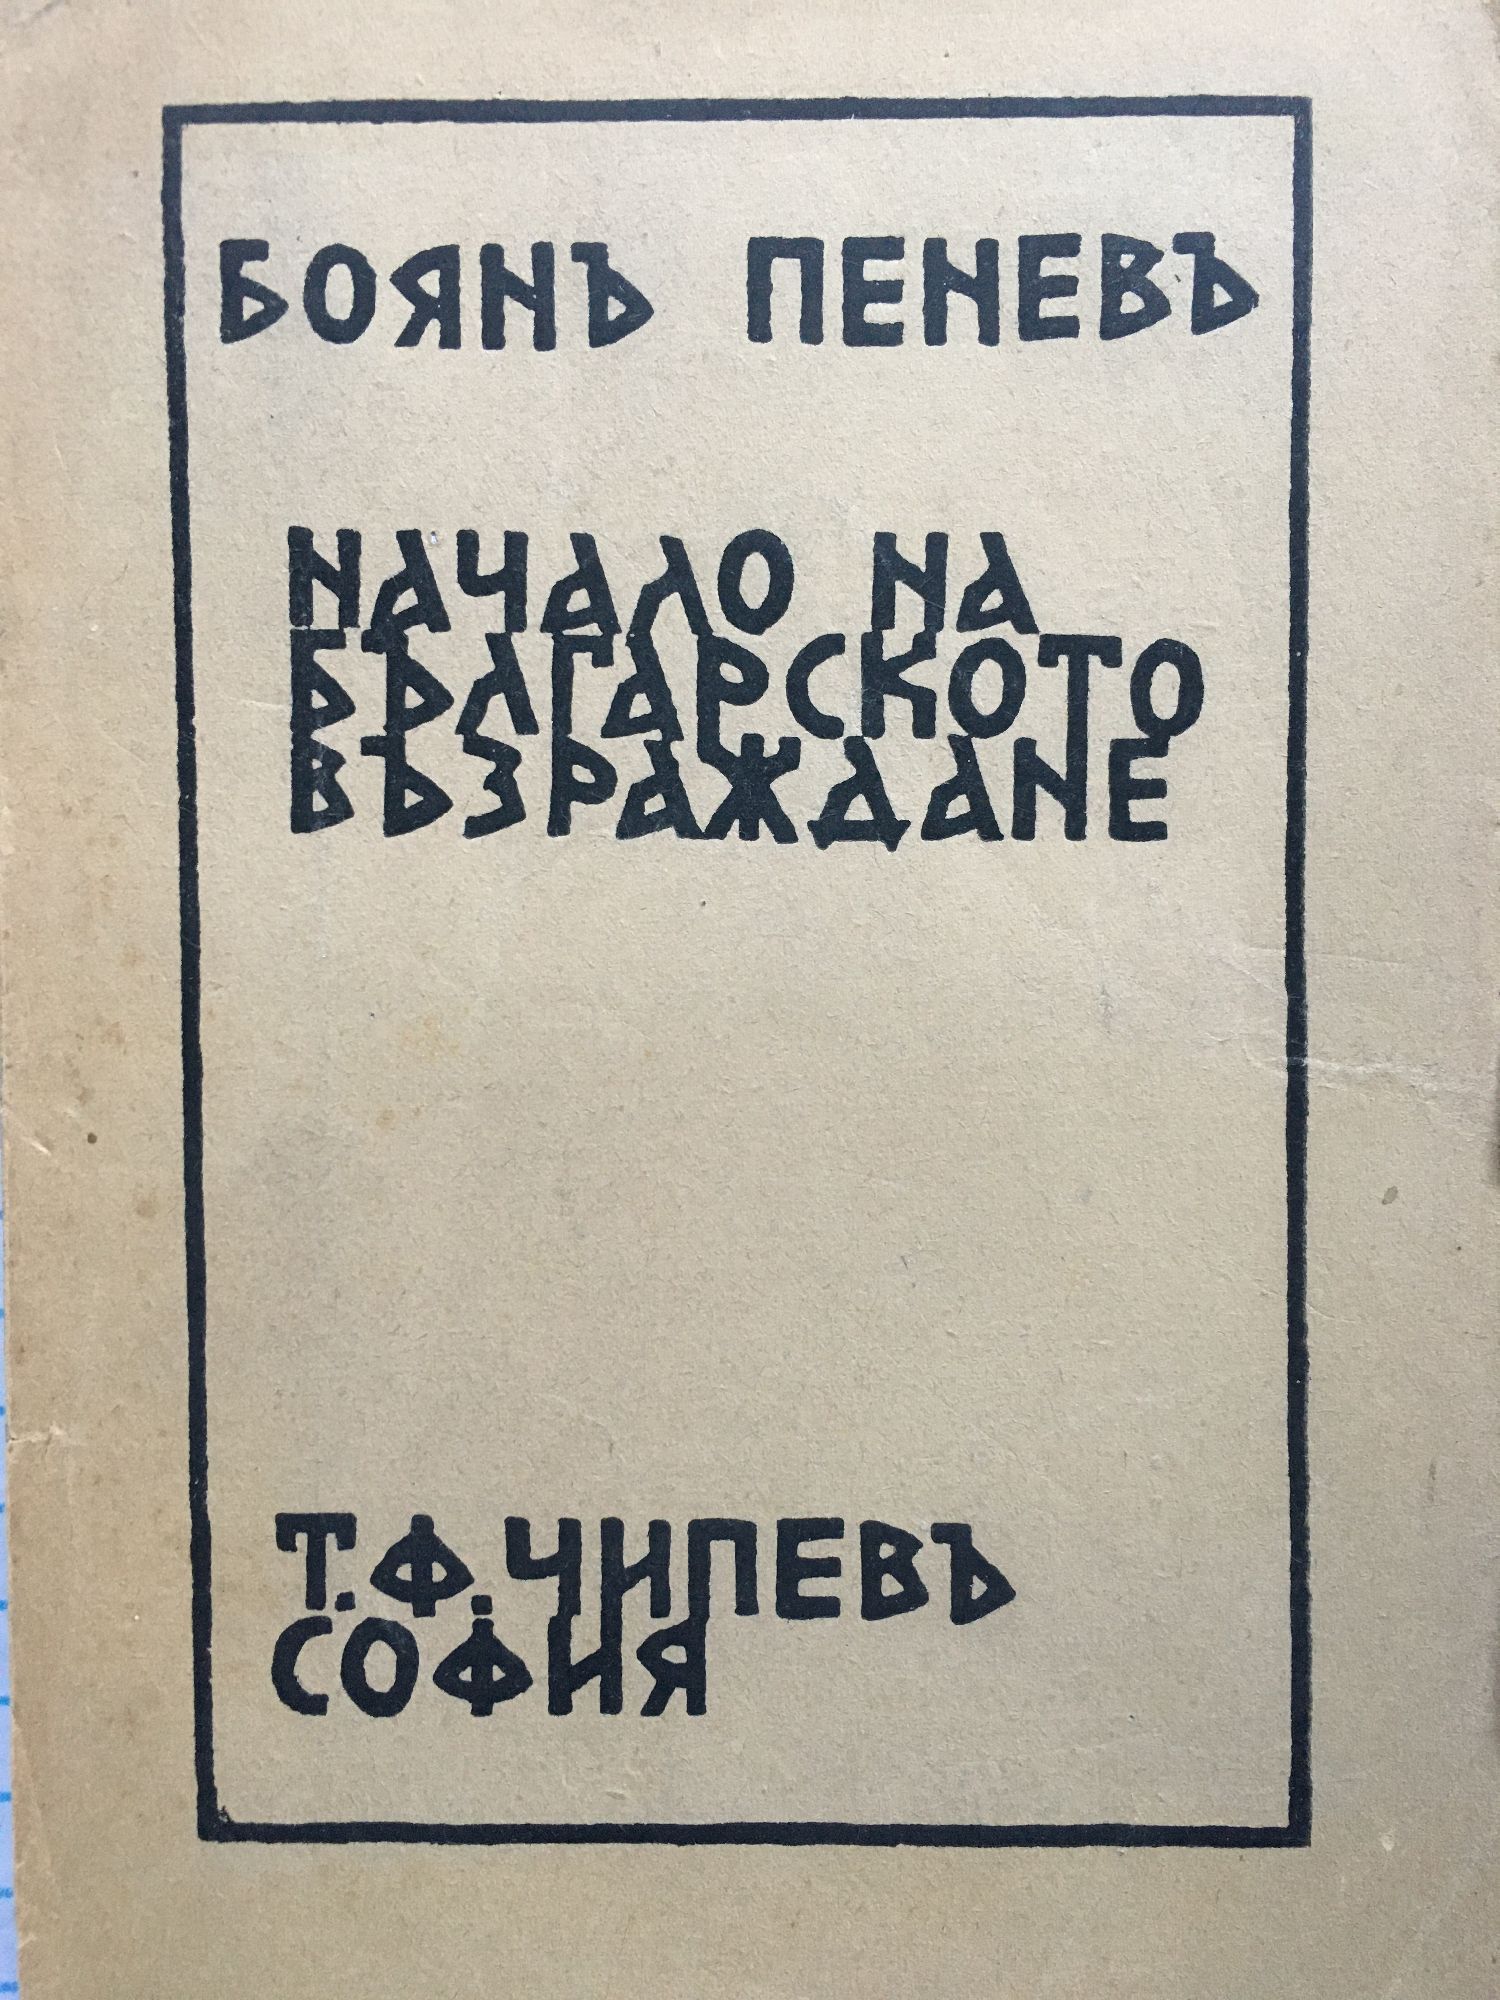 БОЯНЪ ПЕНЕВЪ
НАЧАЛО НА
БЪЛГАРСКОТО
ВЪЗРАЖДАНЕ
Т.Ф.ЧИПЕВЪ
СОФИЯ